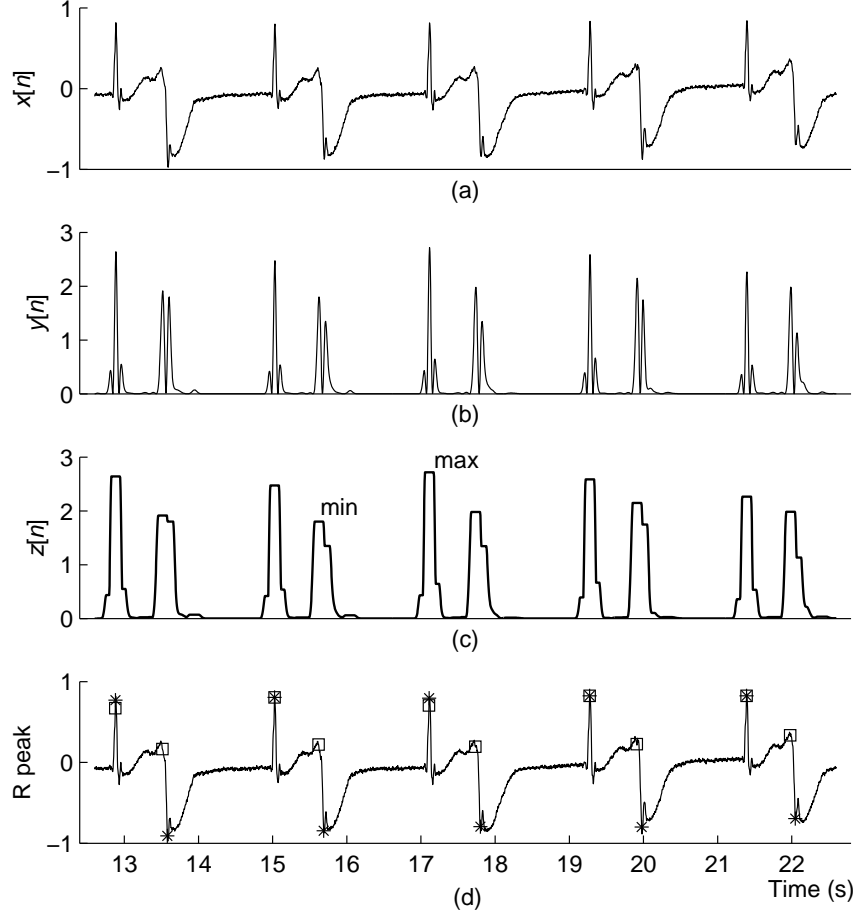 1
0
−1
x[n]
(a)
3
2
1
0
y[n]
(b)
3
2
1
0
z[n]
max
min
(c)
1
0
−1
R peak
13 14 15 16 17 18 19 20 21 22
Time (s)
(d)